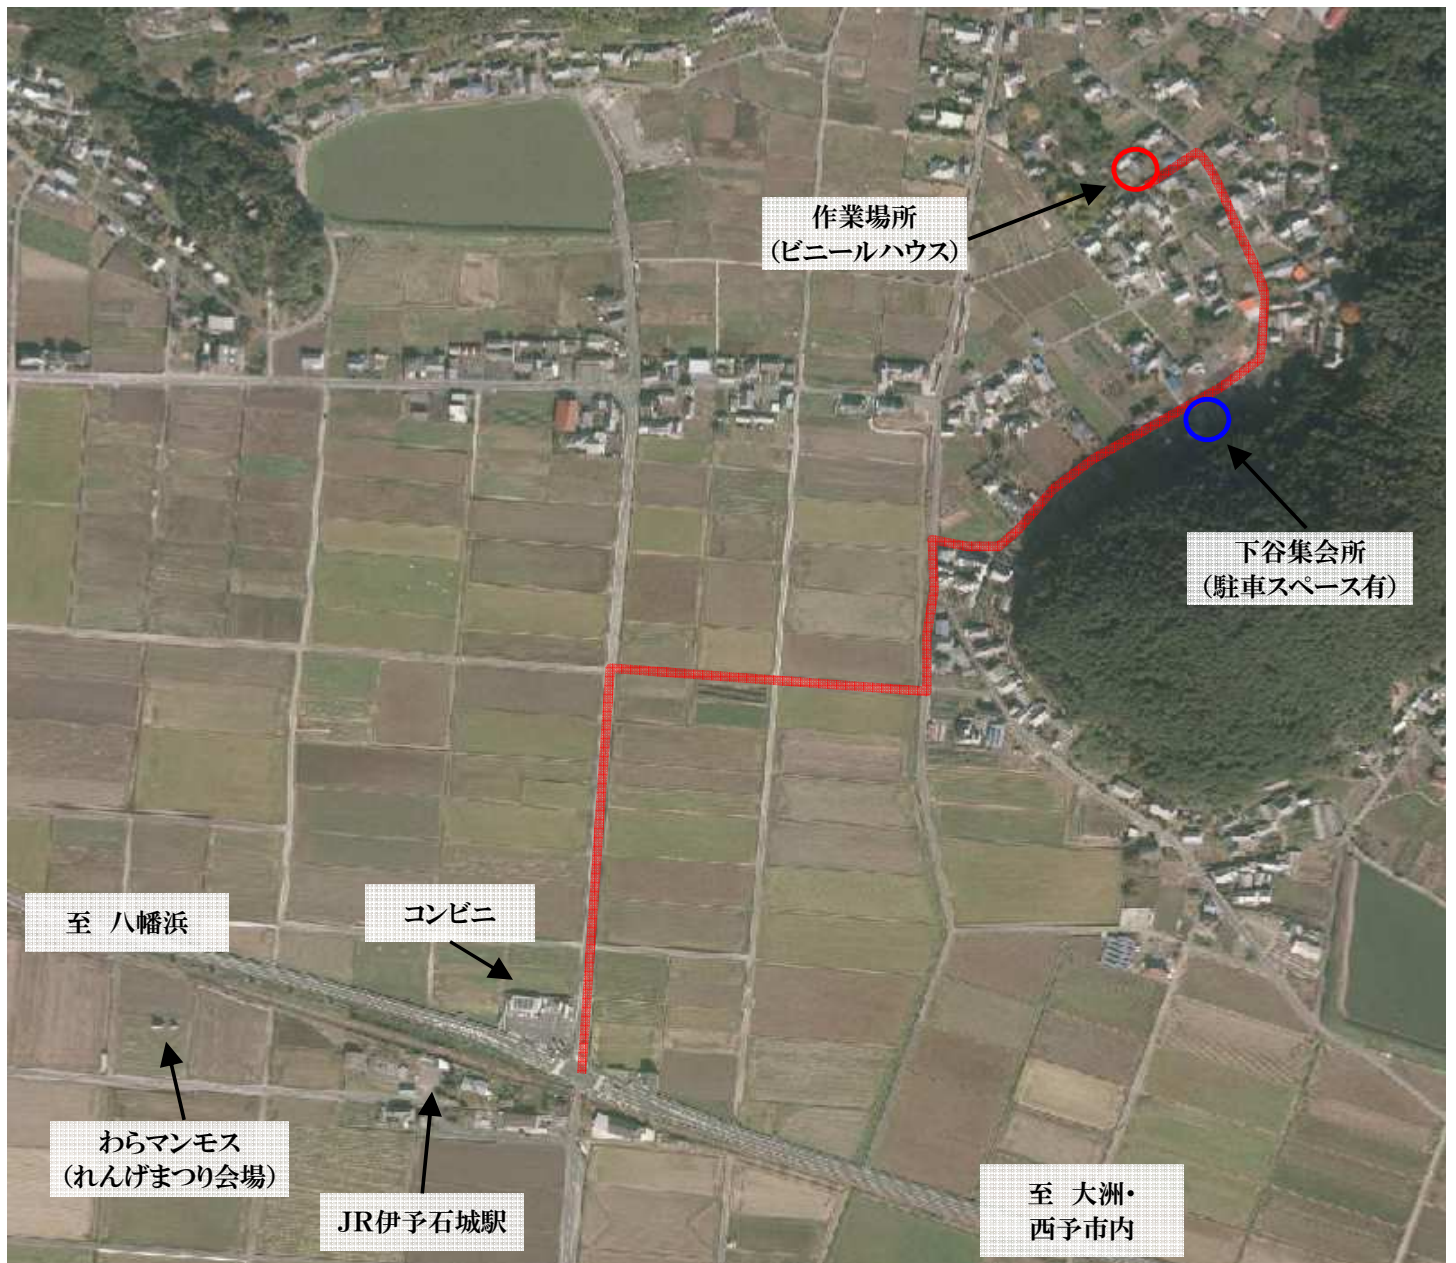 作業場所
（ビニールハウス）
下谷集会所
（駐車スペース有）
至　八幡浜
コンビニ
わらマンモス
（れんげまつり会場）
JR伊予石城駅
至　大洲・
西予市内